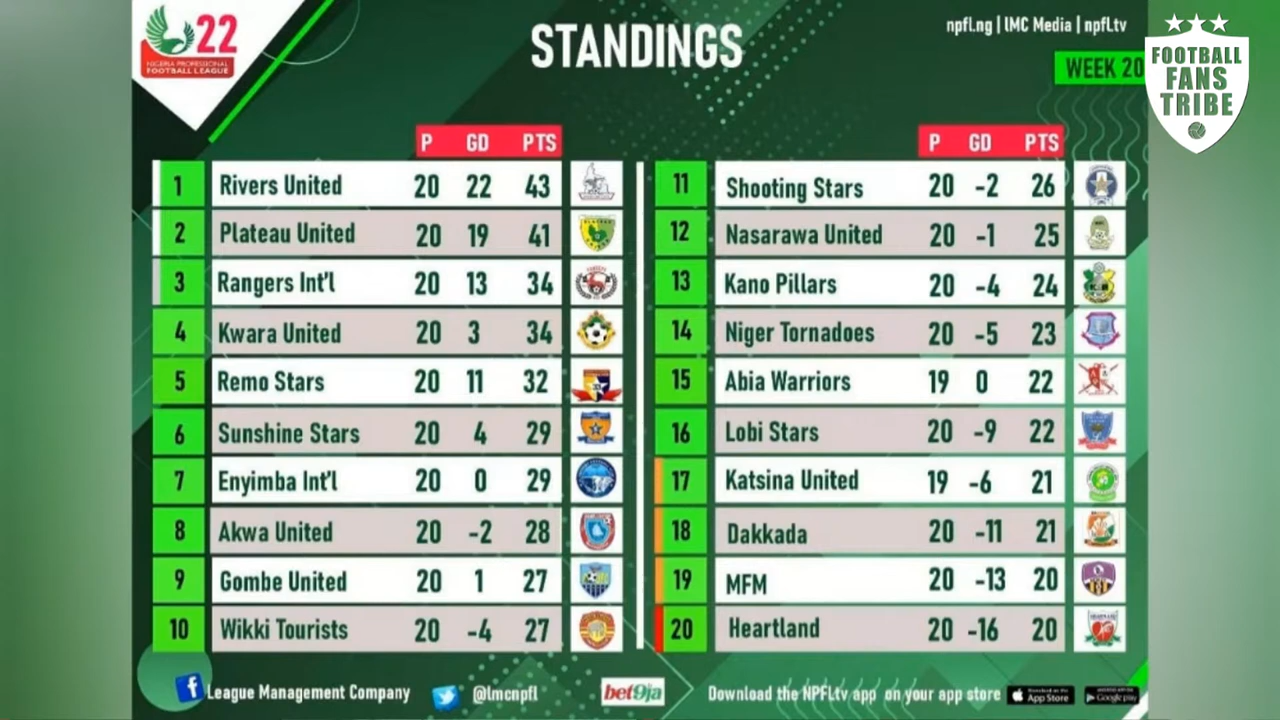 22
NIGERIA PROFESSIONAL
FOOTBALL LEAGUE
STANDINGS
npfl.ng | lMC Media | npfl.tv
WEEK 20
FOOTBALL
FANS
TRIBE
P GD PTS
1 Rivers United 20 22 43
2 Plateau United 20 19 41
3 Rangers Int'l 20 13 34
4 Kwara United 20 3 34
5 Remo Stars 20 11 32
6 Sunshine Stars 20 4 29
7 Enyimba Int'l 20 0 29
8 Akwa United 20 -2 28
9 Gombe United 20 1 27
10 Wikki Tourists 20 -4 27
P GD PTS
11 Shooting Stars 20 -2 26
12 Nasarawa United 20 -1 25
13 Kano Pillars 20 -4 24
14 Niger Tornadoes 20 -5 23
15 Abia Warriors 19 0 22
16 Lobi Stars 20 -9 22
17 Katsina United 19 -6 21
18 Dakkada 20 -11 21
19 MFM 20 -13 20
20 Heartland 20 -16 20
League Management Company
@lmcnpfl
bet9ja
Download the NPFLtv app on your app store
App Store
Google play